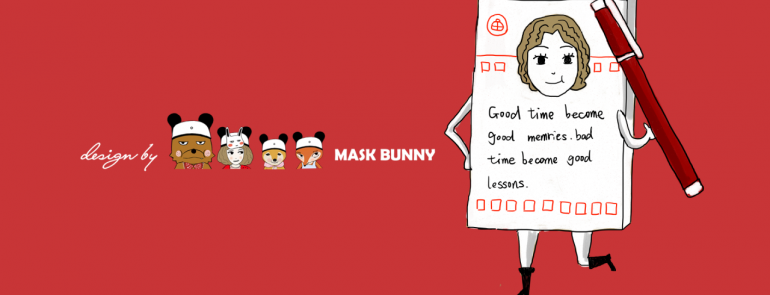 design by
MASK BUNNY
Good time become
good memries.bad
time become good
lessons.